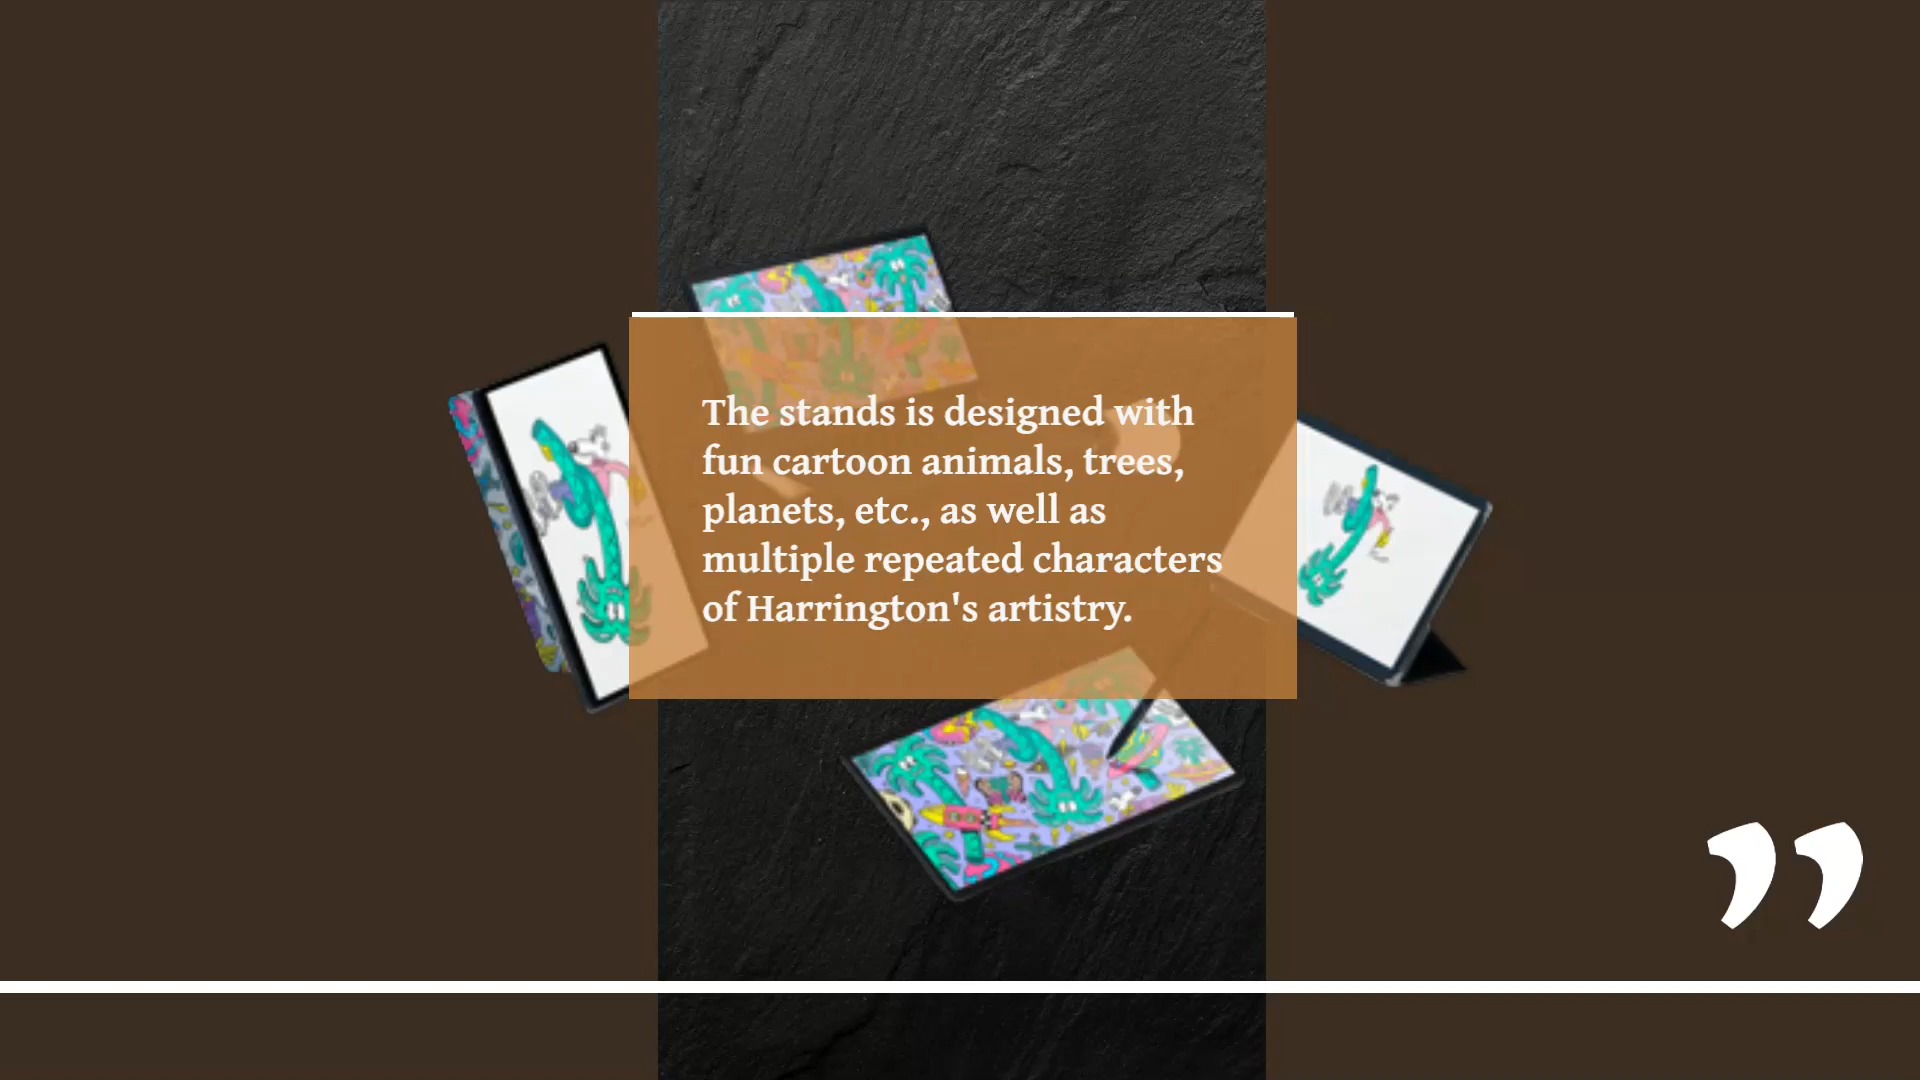 The stands is designed with
fun cartoon animals, trees,
planets, etc., as well as
multiple repeated characters
of Harrington's artistry.
”